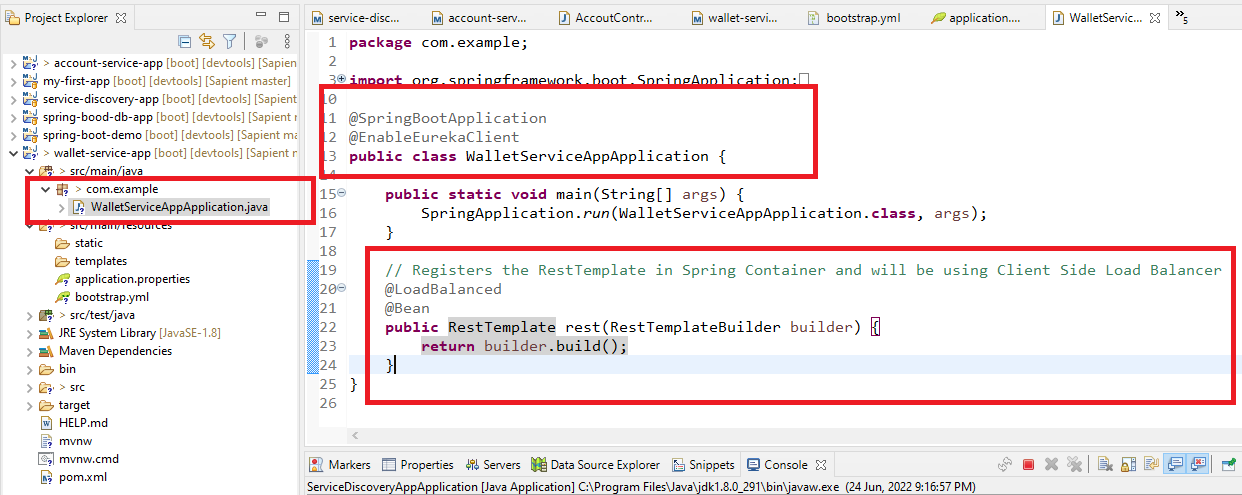 Project Explorer
> account-service-app [boot] [devtools] [Sapien
my-first-app [boot] [devtools] [Sapient master]
service-discovery-app [boot] [devtools] [Sapient
spring-bood-db-app [boot] [devtools] [Sapient
spring-boot-demo [boot] [devtools] [Sapient ma
> wallet-service-app [boot] [devtools] [Sapient m
> src/main/java
> com.example
WalletServiceAppApplication.java
> src/main/resources
static
templates
application.properties
bootstrap.yml
> src/test/java
JRE System Library [JavaSE-1.8]
Maven Dependencies
bin
> src
target
HELP.md
mvnw
mvnw.cmd
pom.xml
service-disc...
account-serv...
AccoutContr...
wallet-servi...
bootstrap.yml
application....
WalletServic...
»5
1 package com.example;
2
3 import org.springframework.boot.SpringApplication;
10
11 @SpringBootApplication
12 @EnableEurekaClient
13 public class WalletServiceAppApplication {
14
15 public static void main(String[] args) {
16 SpringApplication.run(WalletServiceAppApplication.class, args);
17 }
18
19 // Registers the RestTemplate in Spring Container and will be using Client Side Load Balancer
20 @LoadBalanced
21 @Bean
22 public RestTemplate rest(RestTemplateBuilder builder) {
23 return builder.build();
24 }
25 }
26
Markers
Properties
Servers
Data Source Explorer
Snippets
Console
ServiceDiscoveryAppApplication [Java Application] C:\Program Files\Java\jdk1.8.0_291\bin\javaw.exe (24 Jun, 2022 9:16:57 PM)